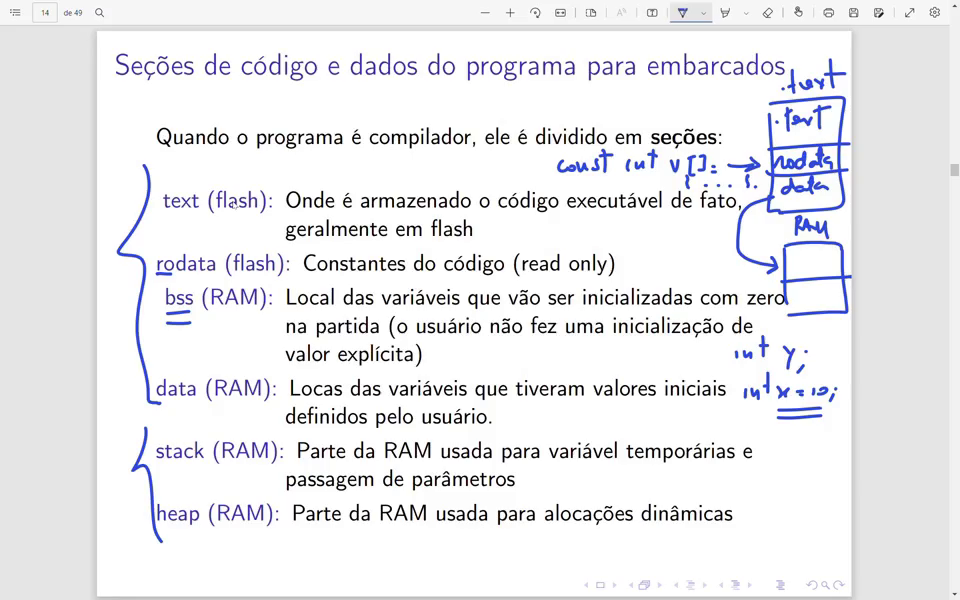 14 de 49
Seções de código e dados do programa para embarcados
.text
Quando o programa é compilador, ele é dividido em seções:
.text
const int v[]=
rodata
data
text (flash): Onde é armazenado o código executável de fato,
geralmente em flash
RAM
rodata (flash): Constantes do código (read only)
bss (RAM): Local das variáveis que vão ser inicializadas com zero
na partida (o usuário não fez uma inicialização de
valor explícita)
int y;
data (RAM): Locas das variáveis que tiveram valores iniciais
int x = 10;
definidos pelo usuário.
stack (RAM): Parte da RAM usada para variável temporárias e
passagem de parâmetros
heap (RAM): Parte da RAM usada para alocações dinâmicas